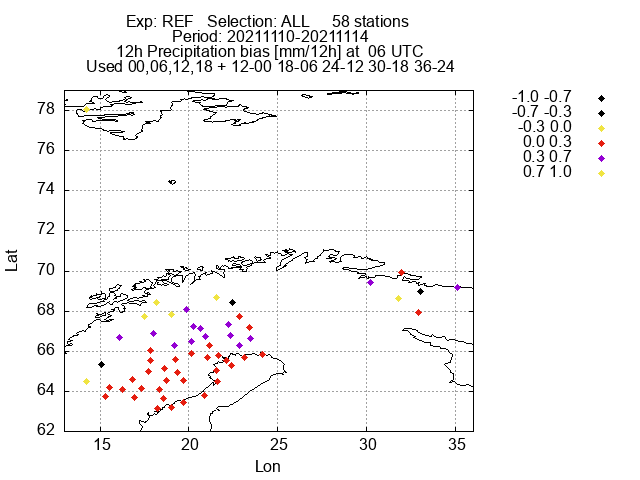 Exp: REF Selection: ALL 58 stations
Period: 20211110-20211114
12h Precipitation bias [mm/12h] at 06 UTC
Used 00,06,12,18 + 12-00 18-06 24-12 30-18 36-24
-1.0 -0.7
-0.7 -0.3
-0.3 0.0
0.0 0.3
0.3 0.7
0.7 1.0
78
76
74
72
70
68
66
64
62
Lat
15 20 25 30 35
Lon